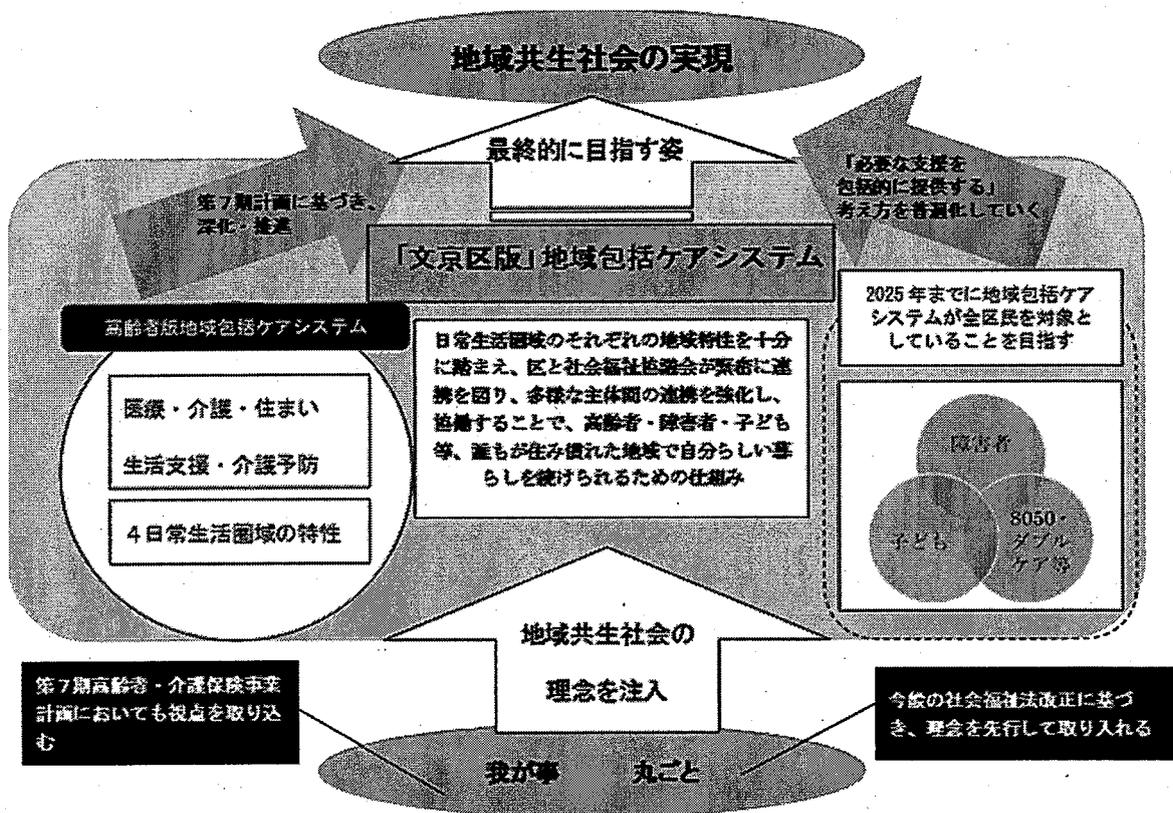 地域共生社会の実現
最終的に目指す姿
第7期計画に基づき、
深化・推進
「必要な支援を
包括的に提供する」
考え方を普遍化していく
「文京区版」地域包括ケアシステム
高齢者版地域包括ケアシステム
医療・介護・住まい
生活支援・介護予防
4日常生活圏域の特性
日常生活圏域のそれぞれの地域特性を十分
に踏まえ、区と社会福祉協議会が緊密に連
携を図り、多様な主体間の連携を強化し、
協働することで、高齢者・障害者・子ども
等、誰もが住み慣れた地域で自分らしい暮
らしを続けられるための仕組み
2025年までに地域包括ケア
システムが全区民を対象と
していることを目指す
障害者
子ども
8050・
ダブル
ケア等
地域共生社会の
理念を注入
第7期高齢者・介護保険事業
計画においても視点を取り込
む
今般の社会福祉法改正に基づ
き、理念を先行して取り入れる
我が事 丸ごと